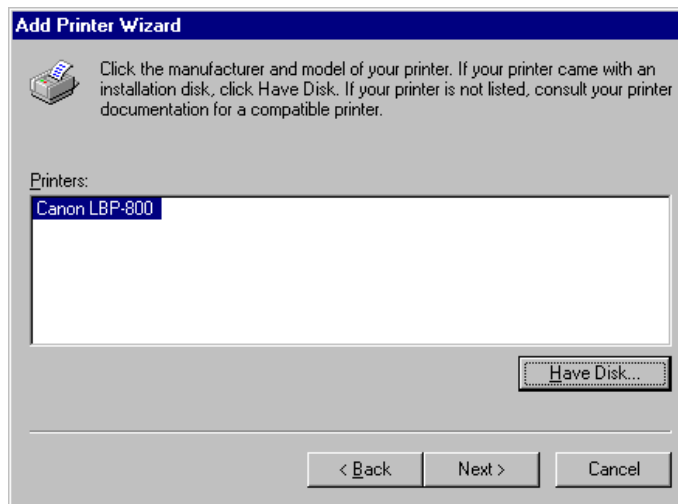 Add Printer Wizard
Click the manufacturer and model of your printer. If your printer came with an
installation disk, click Have Disk. If your printer is not listed, consult your printer
documentation for a compatible printer.
Printers:
Canon LBP-800
Have Disk...
< Back Next > Cancel